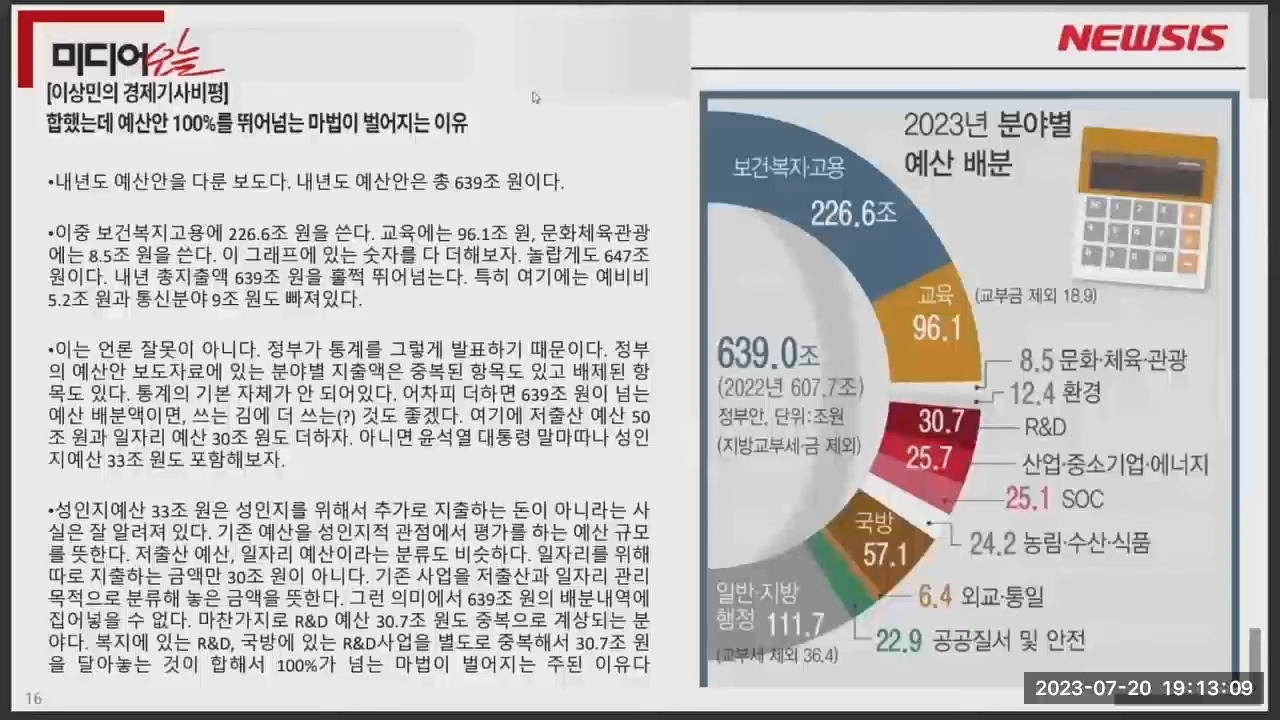 미디어오늘
[이상민의 경제기사비평]
합했는데 예산안 100%를 뛰어넘는 마법이 벌어지는 이유
•내년도 예산안을 다룬 보도다. 내년도 예산안은 총 639조 원이다.
•이중 보건복지고용에 226.6조 원을 쓴다. 교육에는 96.1조 원, 문화체육관광
에는 8.5조 원을 쓴다. 이 그래프에 있는 숫자를 다 더해보자. 놀랍게도 647조
원이다. 내년 총지출액 639조 원을 훌쩍 뛰어넘는다. 특히 여기에는 예비비
5.2조 원과 통신분야 9조 원도 빠져있다.
•이는 언론 잘못이 아니다. 정부가 통계를 그렇게 발표하기 때문이다. 정부
의 예산안 보도자료에 있는 분야별 지출액은 중복된 항목도 있고 배제된 항
목도 있다. 통계의 기본 자체가 안 되어있다. 어차피 더하면 639조 원이 넘는
예산 배분액이면, 쓰는 김에 더 쓰는(?) 것도 좋겠다. 여기에 저출산 예산 50
조 원과 일자리 예산 30조 원도 더하자. 아니면 윤석열 대통령 말마따나 성인
지예산 33조 원도 포함해보자.
•성인지예산 33조 원은 성인지를 위해서 추가로 지출하는 돈이 아니라는 사
실은 잘 알려져있다. 기존 예산을 성인지적 관점에서 평가를 하는 예산 규모
를 뜻한다. 저출산 예산, 일자리 예산이라는 분류도 비슷하다. 일자리를 위해
따로 지출하는 금액만 30조 원이 아니다. 기존 사업을 저출산과 일자리 관리
목적으로 분류해 놓은 금액을 뜻한다. 그런 의미에서 639조 원의 배분내역에
집어넣을 수 없다. 마찬가지로 R&D 예산 30.7조 원도 중복으로 계상되는 분
야다. 복지에 있는 R&D, 국방에 있는 R&D사업을 별도로 중복해서 30.7조 원
을 달아놓는 것이 합해서 100%가 넘는 마법이 벌어지는 주된 이유다
16
NEWSIS
2023년 분야별
예산 배분
보건·복지·고용
226.6조
교육 (교부금 제외 18.9)
96.1
639.0조
(2022년 607.7조)
정부안, 단위:조원
(지방교부세·금 제외)
8.5 문화·체육·관광
12.4 환경
30.7 R&D
25.7 산업·중소기업·에너지
25.1 SOC
24.2 농림·수산·식품
국방
57.1
6.4 외교·통일
22.9 공공질서 및 안전
일반·지방
행정 111.7
(교부세 제외 36.4)
2023-07-20 19:13:09